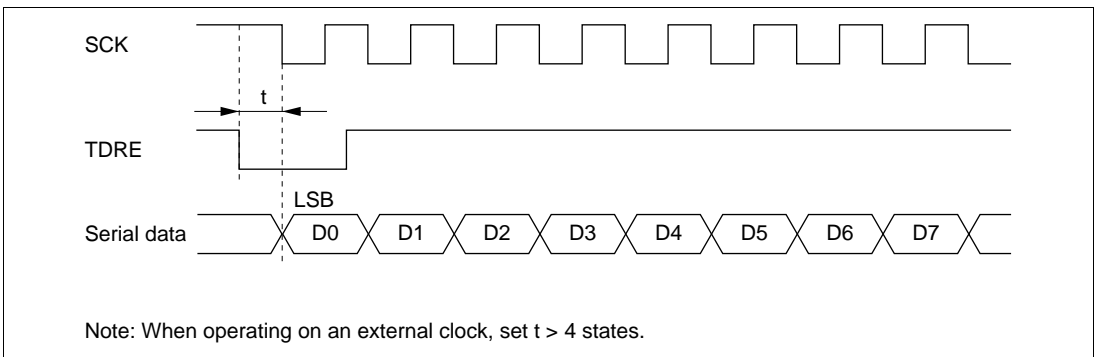 SCK
t
TDRE
LSB
Serial data D0 D1 D2 D3 D4 D5 D6 D7
Note: When operating on an external clock, set t > 4 states.